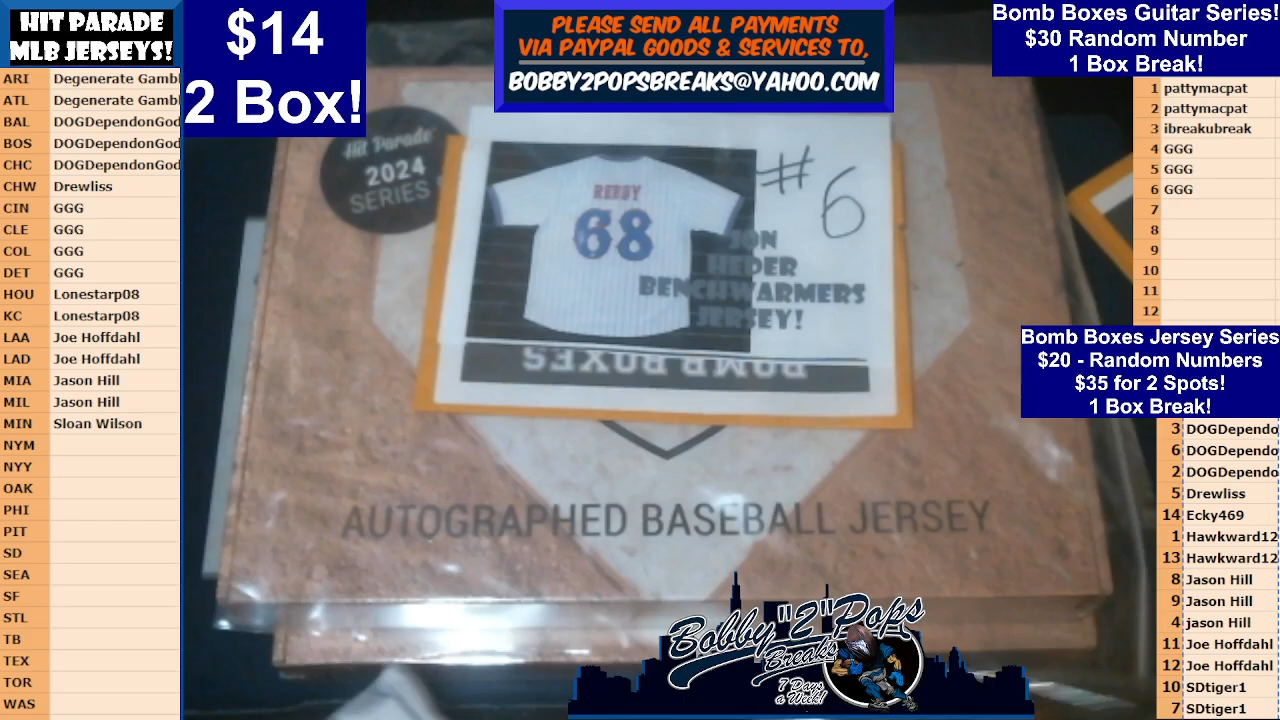 HIT PARADE
MLB JERSEYS!
ARI Degenerate Gambl
ATL Degenerate Gambl
BAL DOGDependonGod
BOS DOGDependonGod
CHC DOGDependonGod
CHW Drewliss
CIN GGG
CLE GGG
COL GGG
DET GGG
HOU Lonestarp08
KC Lonestarp08
LAA Joe Hoffdahl
LAD Joe Hoffdahl
MIA Jason Hill
MIL Jason Hill
MIN Sloan Wilson
NYM
NYY
OAK
PHI
PIT
SD
SEA
SF
STL
TB
TEX
TOR
WAS
$14
2 Box!
PLEASE SEND ALL PAYMENTS
VIA PAYPAL GOODS & SERVICES TO,
BOBBY2POPSBREAKS@YAHOO.COM
Hit Parade
2024
SERIES
#6
REDDY
68
JON
HEDER
BENCHWARMERS
JERSEY!
BOMB BOXES
AUTOGRAPHED BASEBALL JERSEY
Bobby "2" Pops
Breaks
7 Days
a Week!
Bomb Boxes Guitar Series!
$30 Random Number
1 Box Break!
1 pattymacpat
2 pattymacpat
3 ibreakubreak
4 GGG
5 GGG
6 GGG
7
8
9
10
11
12
Bomb Boxes Jersey Series
$20 - Random Numbers
$35 for 2 Spots!
1 Box Break!
3 DOGDependo
6 DOGDependo
2 DOGDependo
5 Drewliss
14 Ecky469
1 Hawkward12
13 Hawkward12
8 Jason Hill
9 Jason Hill
4 jason Hill
11 Joe Hoffdahl
12 Joe Hoffdahl
10 SDtiger1
7 SDtiger1